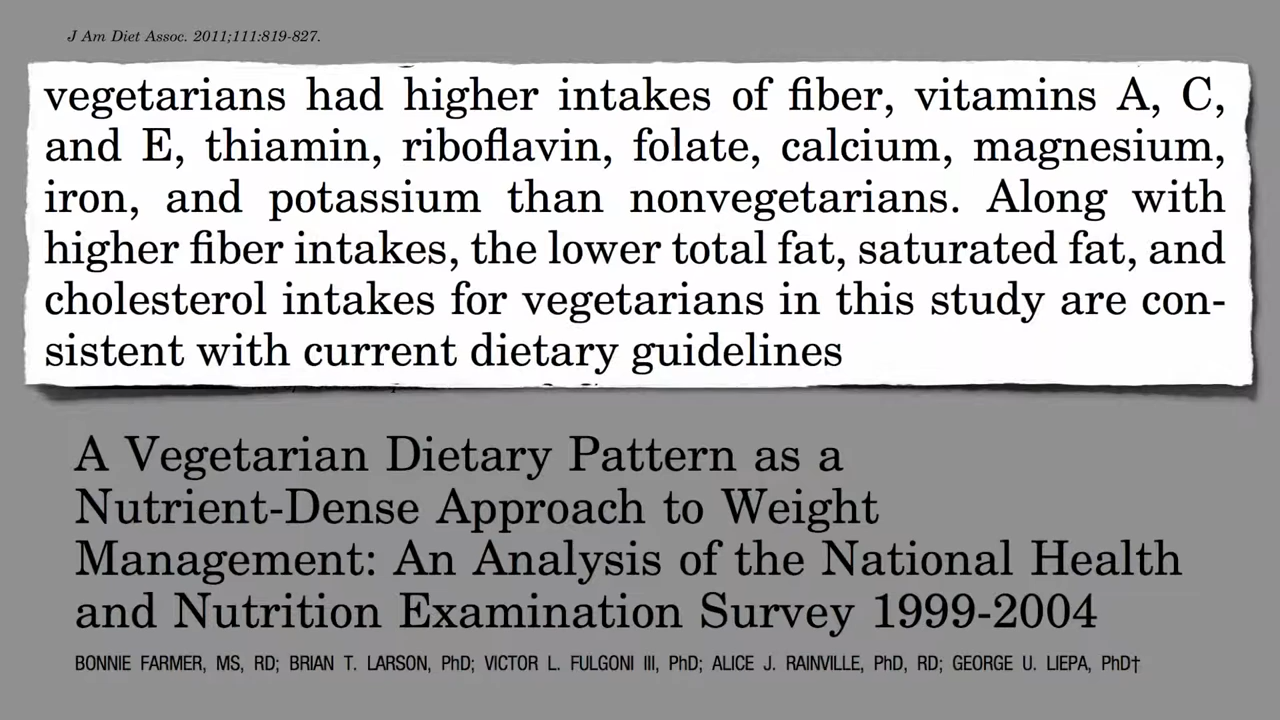 J Am Diet Assoc. 2011;111:819-827.
vegetarians had higher intakes of fiber, vitamins A, C,
and E, thiamin, riboflavin, folate, calcium, magnesium,
iron, and potassium than nonvegetarians. Along with
higher fiber intakes, the lower total fat, saturated fat, and
cholesterol intakes for vegetarians in this study are con-
sistent with current dietary guidelines
A Vegetarian Dietary Pattern as a
Nutrient-Dense Approach to Weight
Management: An Analysis of the National Health
and Nutrition Examination Survey 1999-2004
BONNIE FARMER, MS, RD; BRIAN T. LARSON, PhD; VICTOR L. FULGONI III, PhD; ALICE J. RAINVILLE, PhD, RD; GEORGE U. LIEPA, PhD†